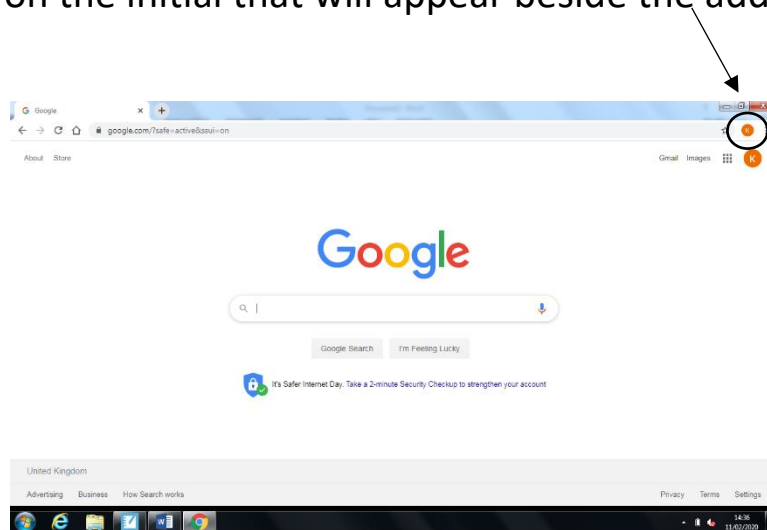 on the initial that will appear beside the add
G Google × +
google.com/?safe=active&ssui=on
K
About Store
Gmail Images K
Google
Google Search I'm Feeling Lucky
It's Safer Internet Day. Take a 2-minute Security Checkup to strengthen your account
United Kingdom
Advertising Business How Search works
Privacy Terms Settings
14:36
11/02/2020